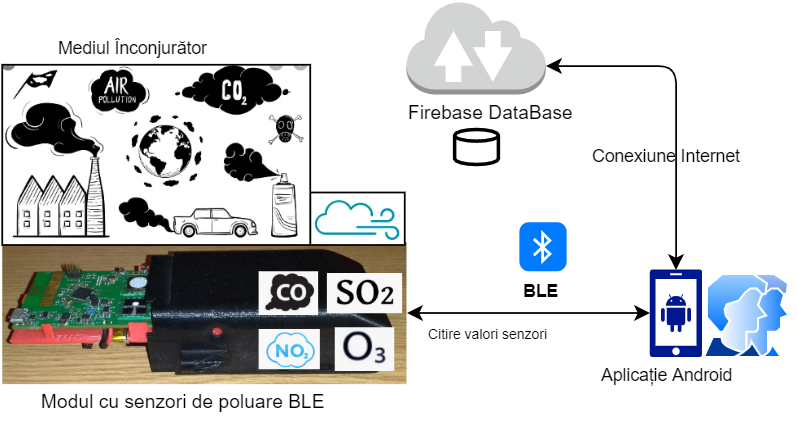 Mediul Înconjurător
AIR
POLLUTION
CO2
Firebase DataBase
Conexiune Internet
BLE
CO
SO2
NO2
O3
Citire valori senzori
Aplicație Android
Modul cu senzori de poluare BLE